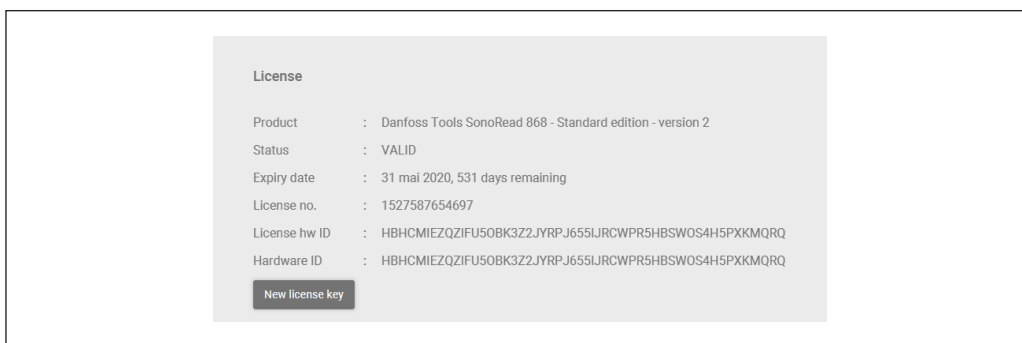 License
Product : Danfoss Tools SonoRead 868 - Standard edition - version 2
Status : VALID
Expiry date : 31 mai 2020, 531 days remaining
License no. : 1527587654697
License hw ID : HBHCMIEZQZIFU5OBK3Z2JYRPJ655IJRCWPR5HBSWOS4H5PXKMQRQ
Hardware ID : HBHCMIEZQZIFU5OBK3Z2JYRPJ655IJRCWPR5HBSWOS4H5PXKMQRQ
New license key